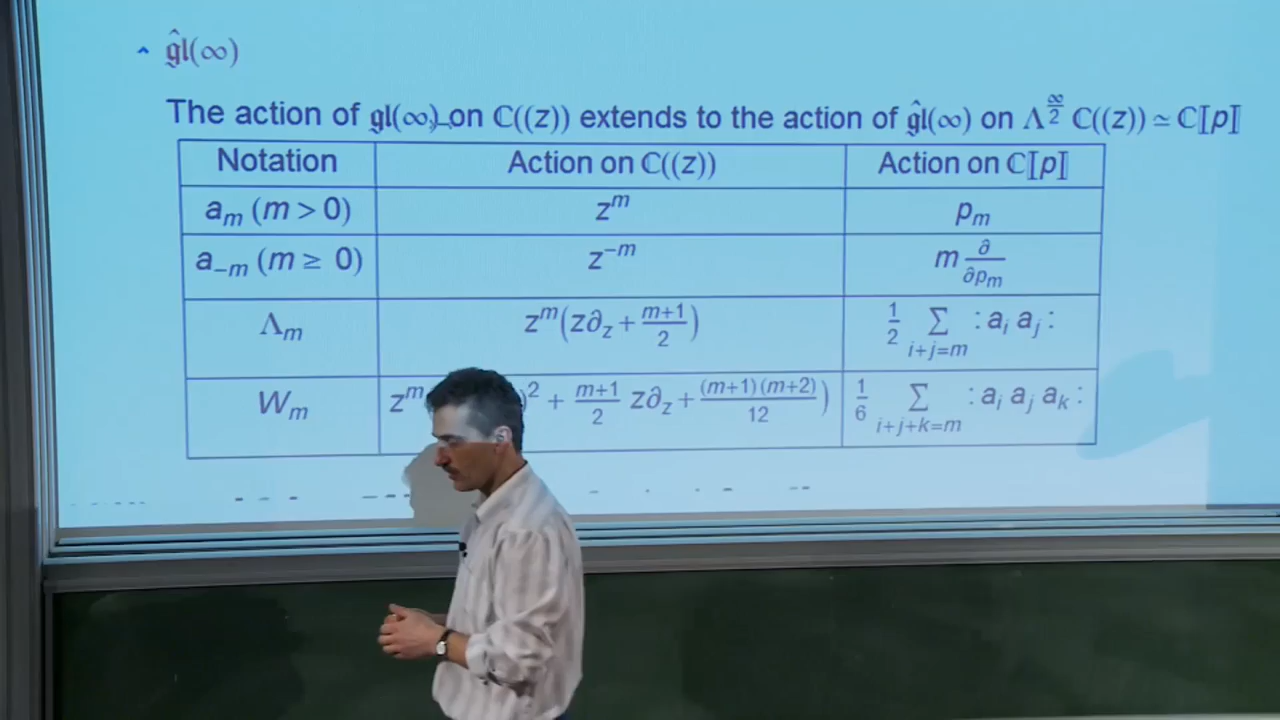 ĝl(∞)
The action of gl(∞) on C((z)) extends to the action of ĝl(∞) on Λ^{∞/2} C((z)) ≃ C⟦p⟧
Notation | Action on C((z)) | Action on C⟦p⟧
a_m (m > 0) | z^m | p_m
a_{-m} (m ≥ 0) | z^{-m} | m ∂/∂p_m
Λ_m | z^m(z∂_z + (m+1)/2) | 1/2 Σ_{i+j=m} :a_i a_j:
W_m | z^m )^2 + (m+1)/2 z∂_z + (m+1)(m+2)/12 ) | 1/6 Σ_{i+j+k=m} :a_i a_j a_k: